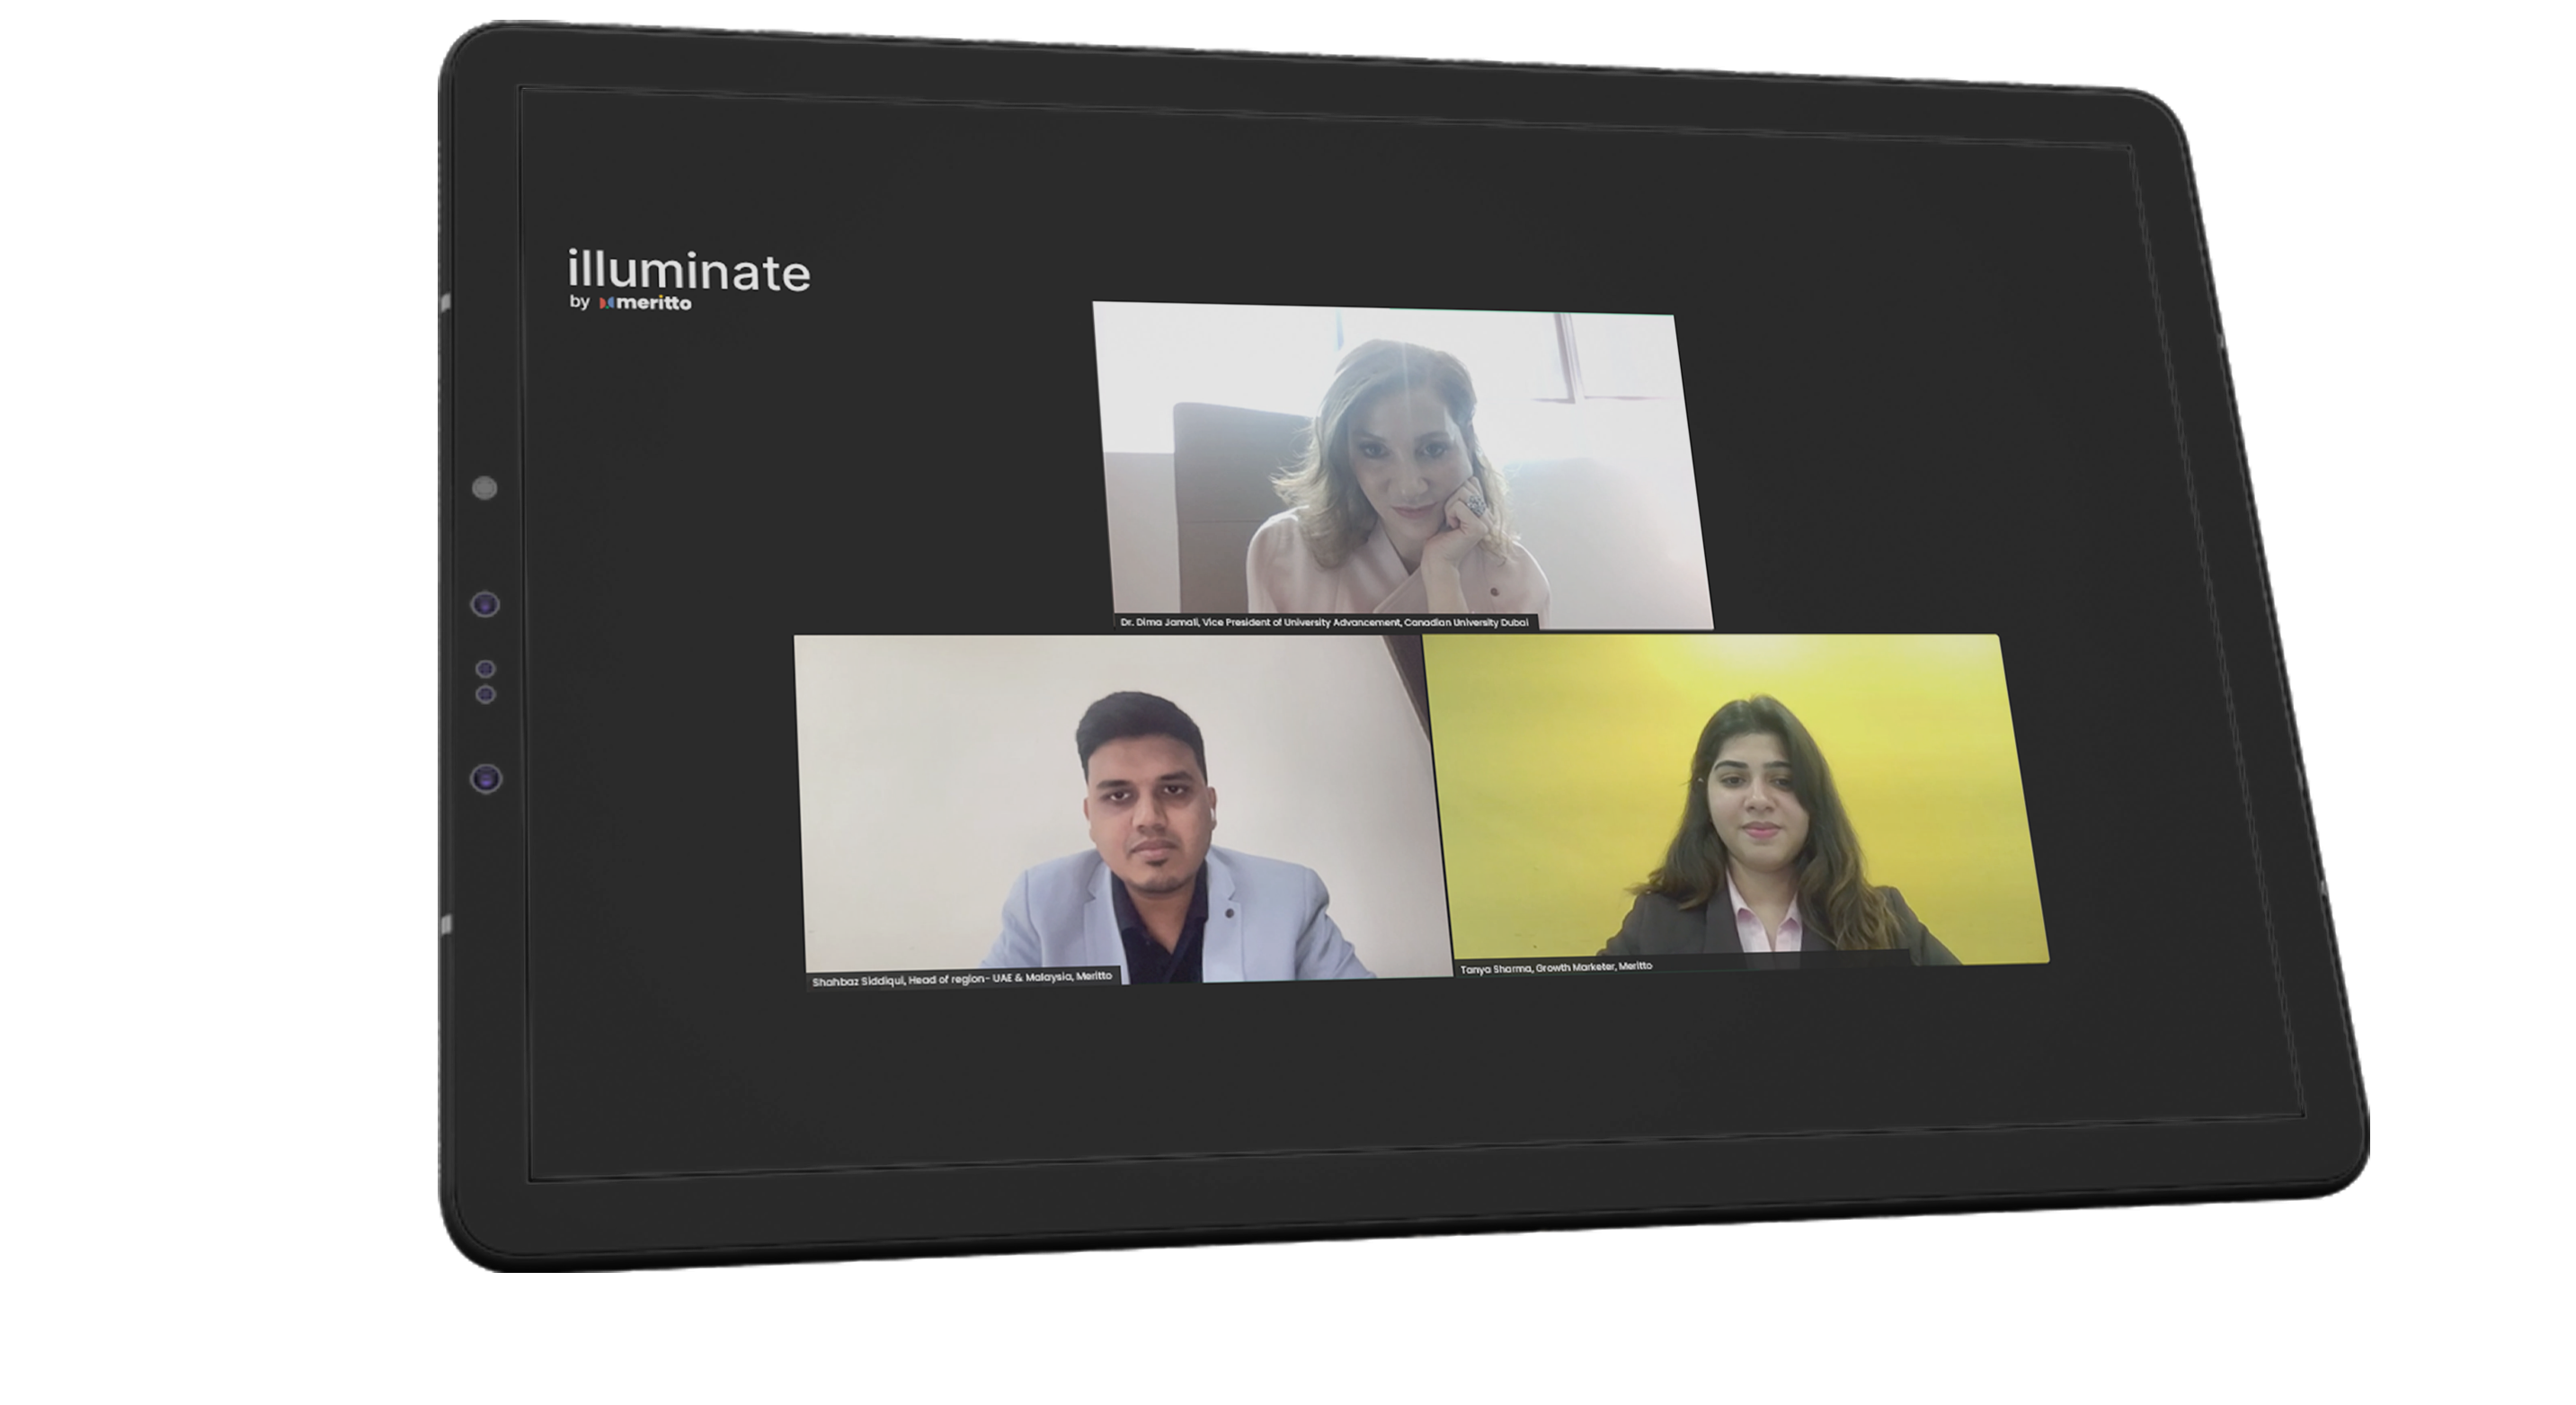 illuminate
by meritto
Dr. Dima Jamali, Vice President of University Advancement, Canadian University Dubai
Shahbaz Siddiqui, Head of region- UAE & Malaysia, Meritto
Tanya Sharma, Growth Marketer, Meritto